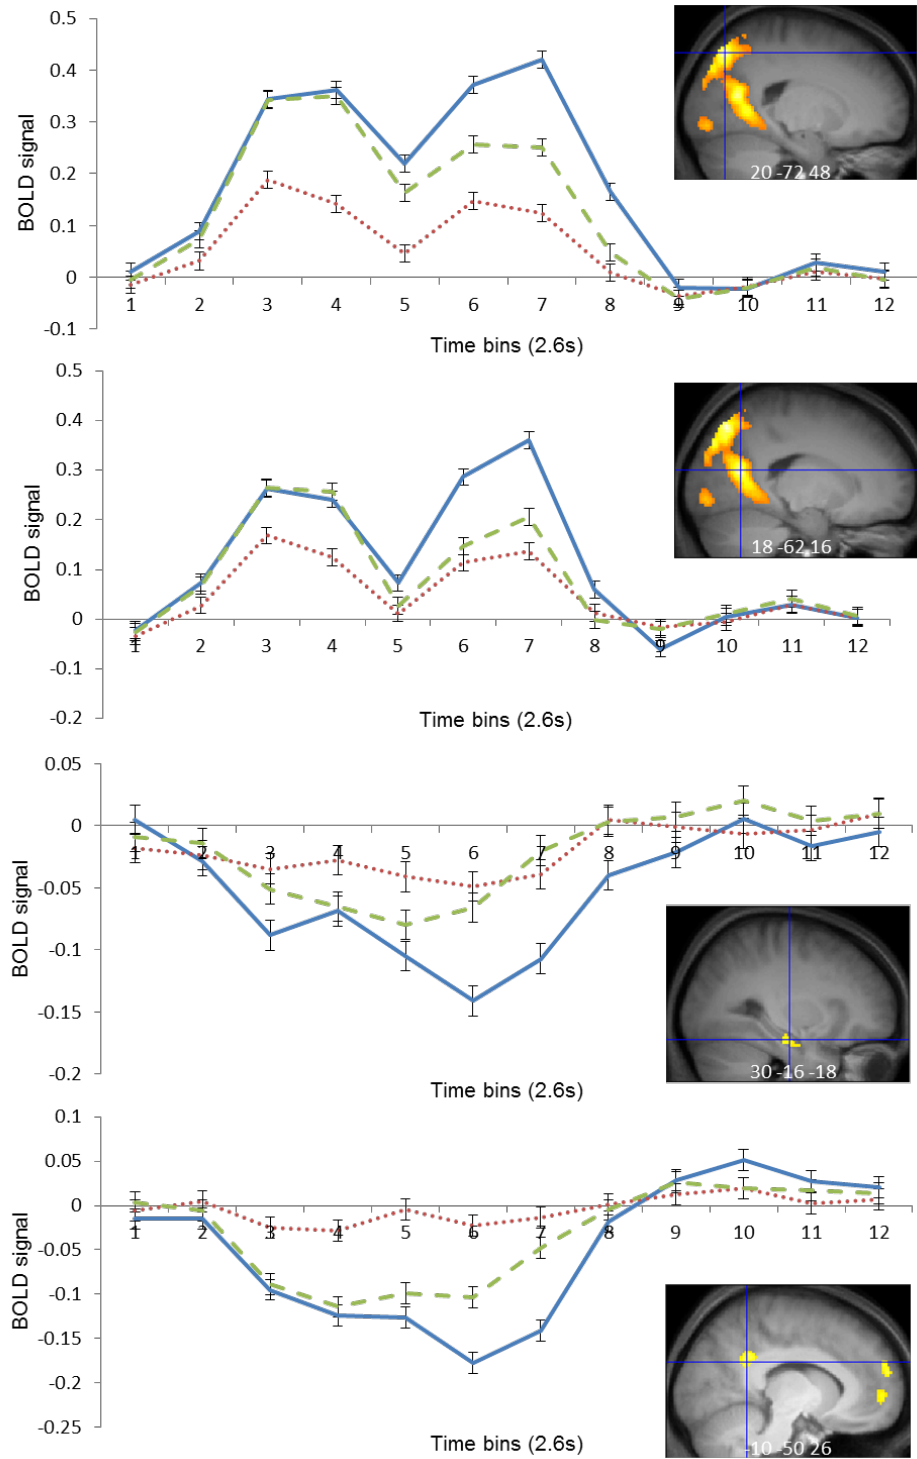 0.5
0.4
0.3
0.2
0.1
0
-0.1
BOLD signal
1 2 3 4 5 6 7 8 9 10 11 12
Time bins (2.6s)
20 -72 48
0.5
0.4
0.3
0.2
0.1
0
-0.1
-0.2
BOLD signal
1 2 3 4 5 6 7 8 9 10 11 12
Time bins (2.6s)
18 -62 16
0.05
0
-0.05
-0.1
-0.15
-0.2
BOLD signal
1 2 3 4 5 6 7 8 9 10 11 12
Time bins (2.6s)
30 -16 -18
0.1
0.05
0
-0.05
-0.1
-0.15
-0.2
-0.25
BOLD signal
1 2 3 4 5 6 7 8 9 10 11 12
Time bins (2.6s)
-10 -50 26